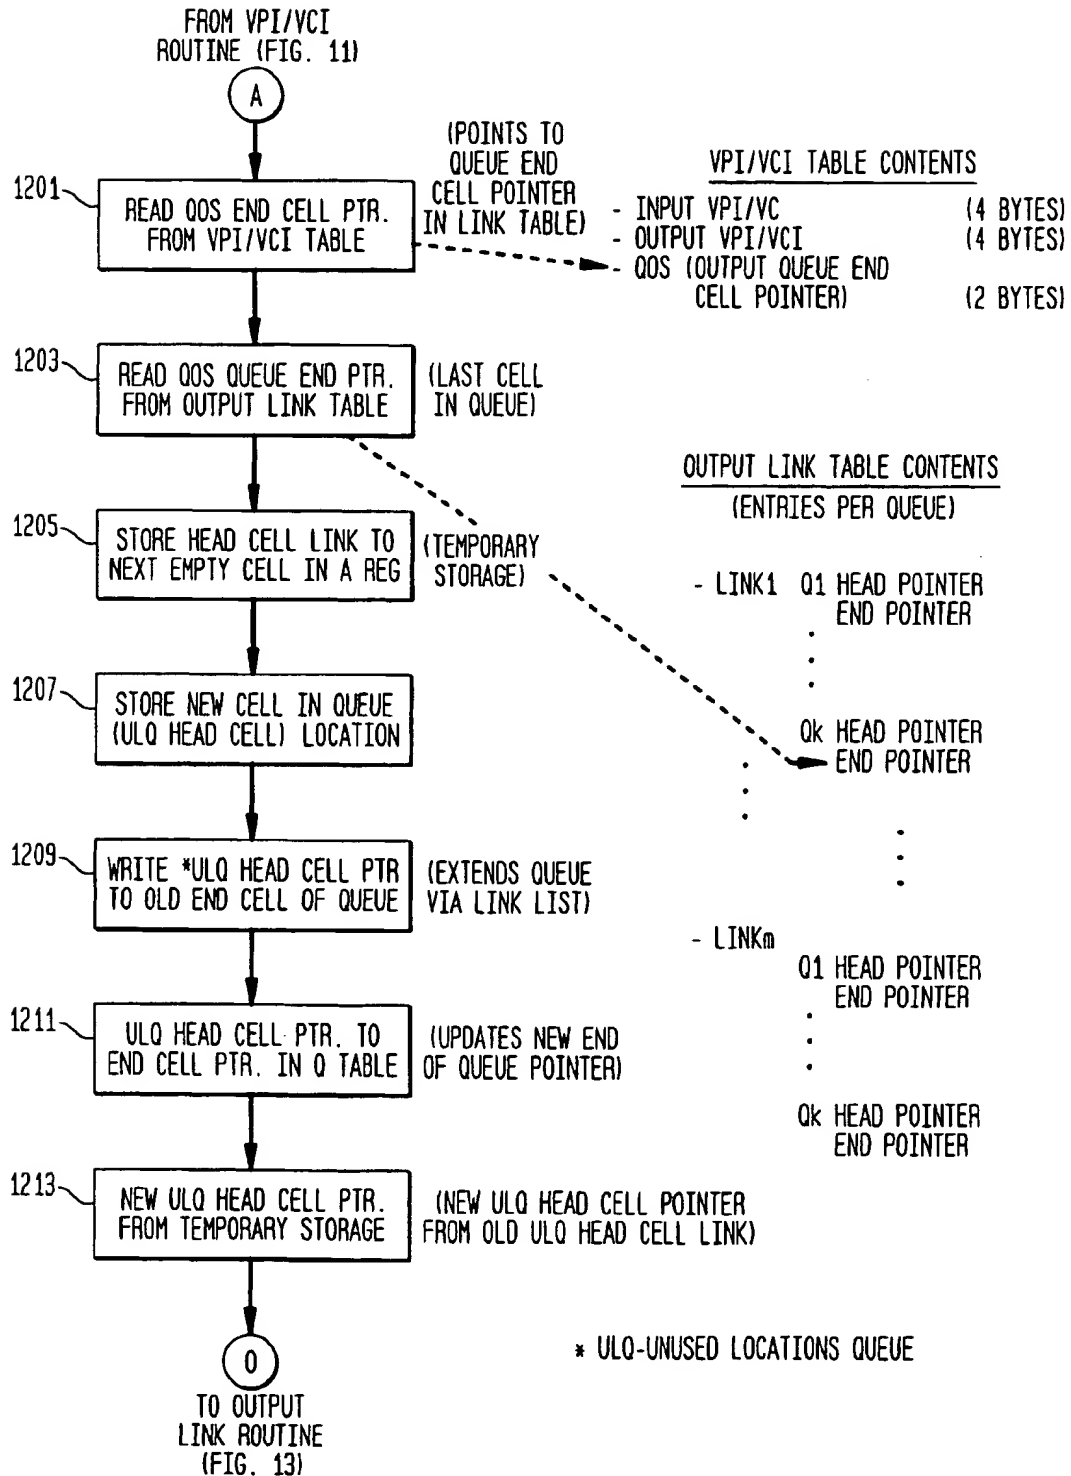 FROM VPI/VCI
ROUTINE (FIG. 11)
A
1201
READ QOS END CELL PTR.
FROM VPI/VCI TABLE
(POINTS TO
QUEUE END
CELL POINTER
IN LINK TABLE)
VPI/VCI TABLE CONTENTS
- INPUT VPI/VC (4 BYTES)
- OUTPUT VPI/VCI (4 BYTES)
- QOS (OUTPUT QUEUE END
CELL POINTER) (2 BYTES)
1203
READ QOS QUEUE END PTR.
FROM OUTPUT LINK TABLE
(LAST CELL
IN QUEUE)
OUTPUT LINK TABLE CONTENTS
(ENTRIES PER QUEUE)
1205
STORE HEAD CELL LINK TO
NEXT EMPTY CELL IN A REG
(TEMPORARY
STORAGE)
- LINK1 Q1 HEAD POINTER
END POINTER
1207
STORE NEW CELL IN QUEUE
(ULQ HEAD CELL) LOCATION
Qk HEAD POINTER
END POINTER
1209
WRITE *ULQ HEAD CELL PTR
TO OLD END CELL OF QUEUE
(EXTENDS QUEUE
VIA LINK LIST)
- LINKm
Q1 HEAD POINTER
END POINTER
1211
ULQ HEAD CELL PTR. TO
END CELL PTR. IN Q TABLE
(UPDATES NEW END
OF QUEUE POINTER)
Qk HEAD POINTER
END POINTER
1213
NEW ULQ HEAD CELL PTR.
FROM TEMPORARY STORAGE
(NEW ULQ HEAD CELL POINTER
FROM OLD ULQ HEAD CELL LINK)
O
* ULQ-UNUSED LOCATIONS QUEUE
TO OUTPUT
LINK ROUTINE
(FIG. 13)